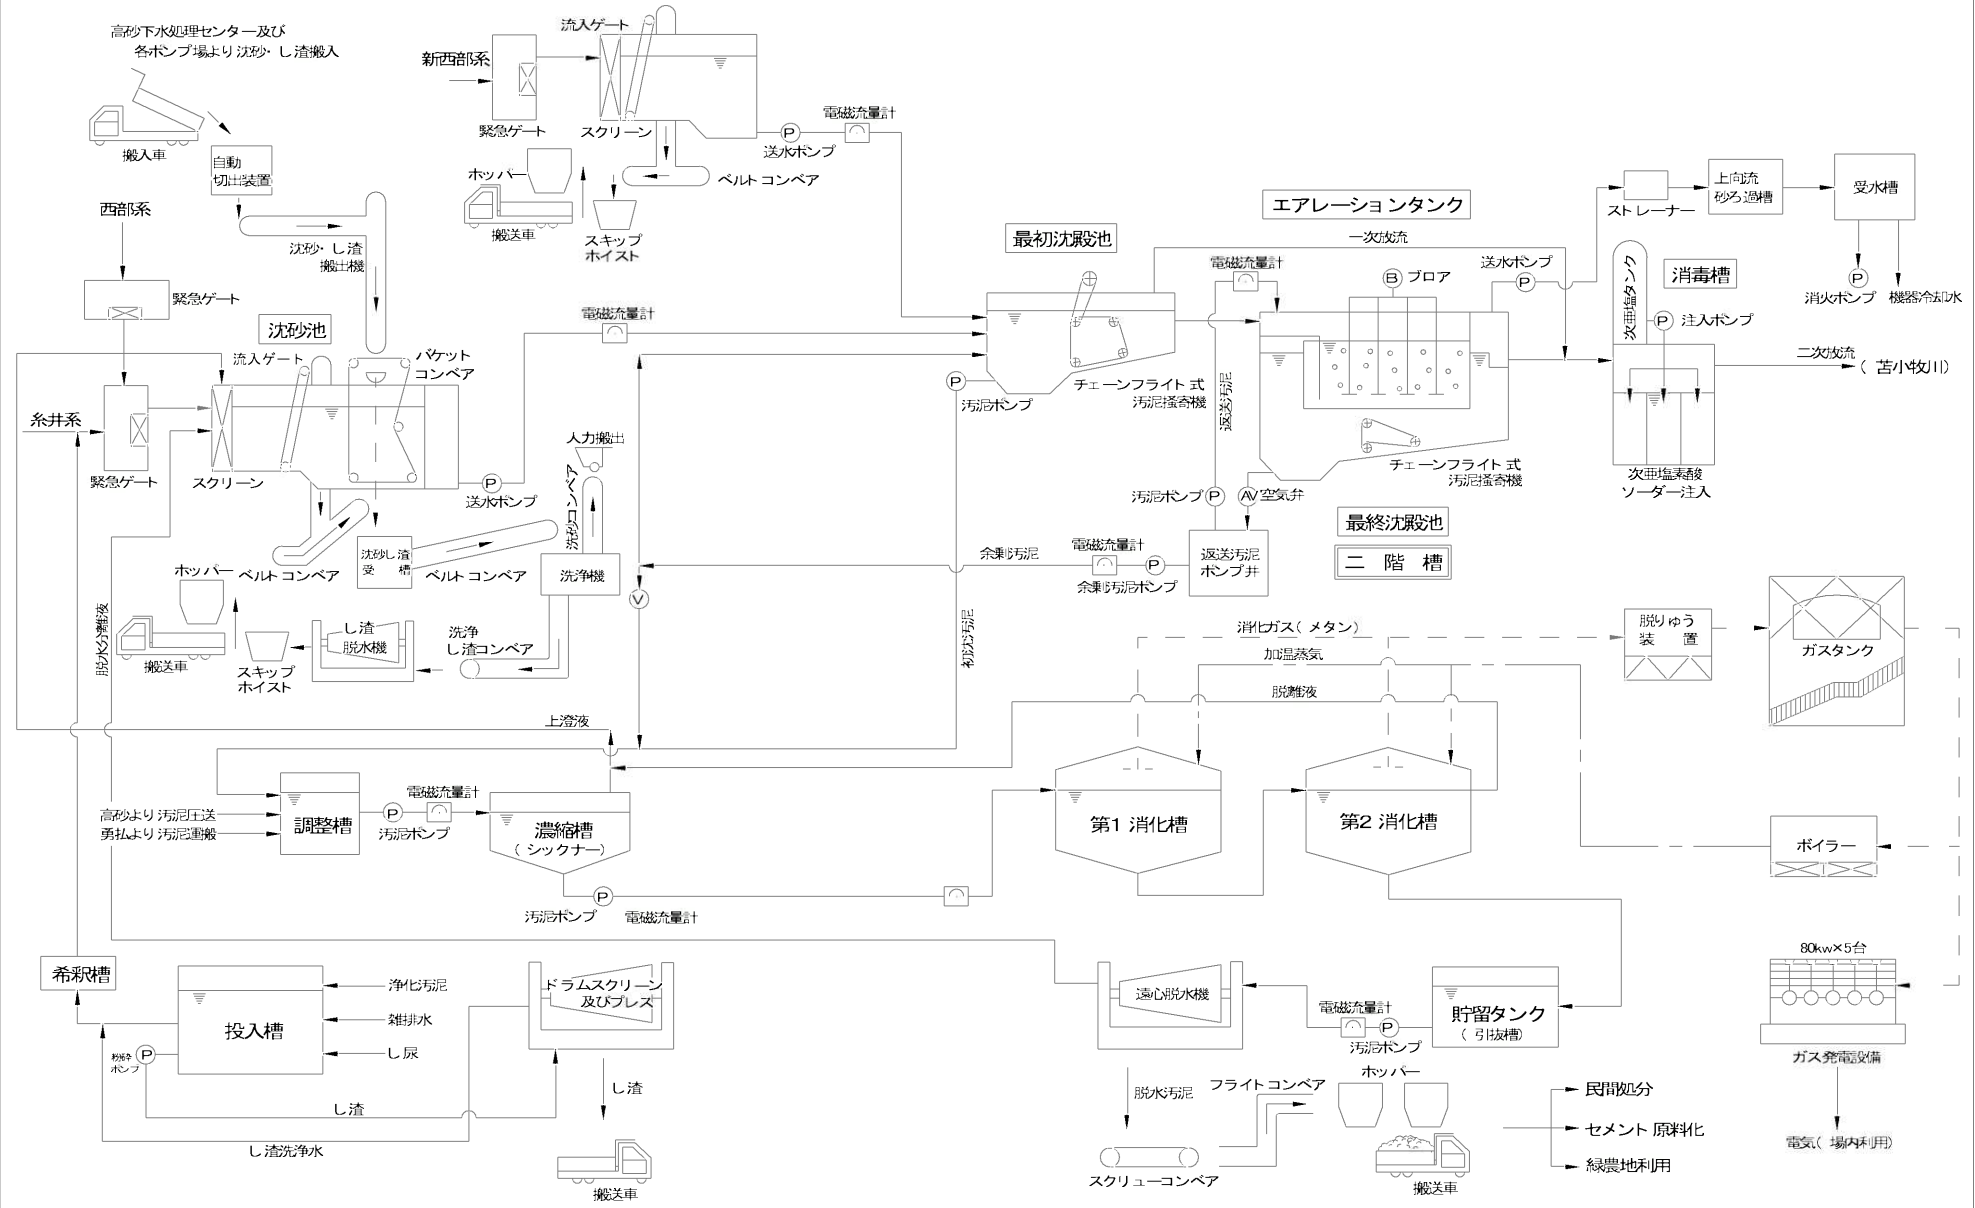 高砂下水処理センター及び
各ポンプ場より沈砂・し渣搬入
搬入車
自動
切出装置
西部系
沈砂・し渣
搬出機
緊急ゲート
沈砂池
流入ゲート
バケット
コンベア
糸井系
緊急ゲート
スクリーン
送水ポンプ
電磁流量計
新西部系
流入ゲート
緊急ゲート
スクリーン
電磁流量計
P
送水ポンプ
ホッパー
ベルトコンベア
搬送車
スキップ
ホイスト
P
人力搬出
洗砂コンベア
沈砂し渣
受 槽
ベルトコンベア
ベルトコンベア
洗浄機
ホッパー
搬送車
スキップ
ホイスト
し渣
脱水機
洗浄
し渣コンベア
V
脱水分離液
最初沈殿池
チェーンフライト式
汚泥掻寄機
P
汚泥ポンプ
初沈汚泥
エアレーションタンク
一次放流
電磁流量計
B ブロア
送水ポンプ
P
返送汚泥
チェーンフライト式
汚泥掻寄機
汚泥ポンプ P
AV 空気弁
最終沈殿池
二 階 槽
余剰汚泥
電磁流量計
P
余剰汚泥ポンプ
返送汚泥
ポンプ井
ストレーナー
上向流
砂ろ過槽
受水槽
P
消火ポンプ
機器冷却水
次亜塩タンク
消毒槽
P 注入ポンプ
二次放流
(苫小牧川)
次亜塩素酸
ソーダー注入
消化ガス(メタン)
加温蒸気
脱離液
脱りゅう
装 置
ガスタンク
上澄液
高砂より汚泥圧送
勇払より汚泥運搬
調整槽
P
汚泥ポンプ
電磁流量計
濃縮槽
(シックナー)
P
汚泥ポンプ
電磁流量計
第1消化槽
第2消化槽
ボイラー
80kw×5台
ガス発電設備
電気(場内利用)
希釈槽
投入槽
浄化汚泥
雑排水
し尿
粉砕
ポンプ
P
し渣
し渣洗浄水
ドラムスクリーン
及びプレス
し渣
搬送車
遠心脱水機
電磁流量計
P
汚泥ポンプ
貯留タンク
(引抜槽)
脱水汚泥
フライトコンベア
ホッパー
スクリューコンベア
搬送車
民間処分
セメント原料化
緑農地利用